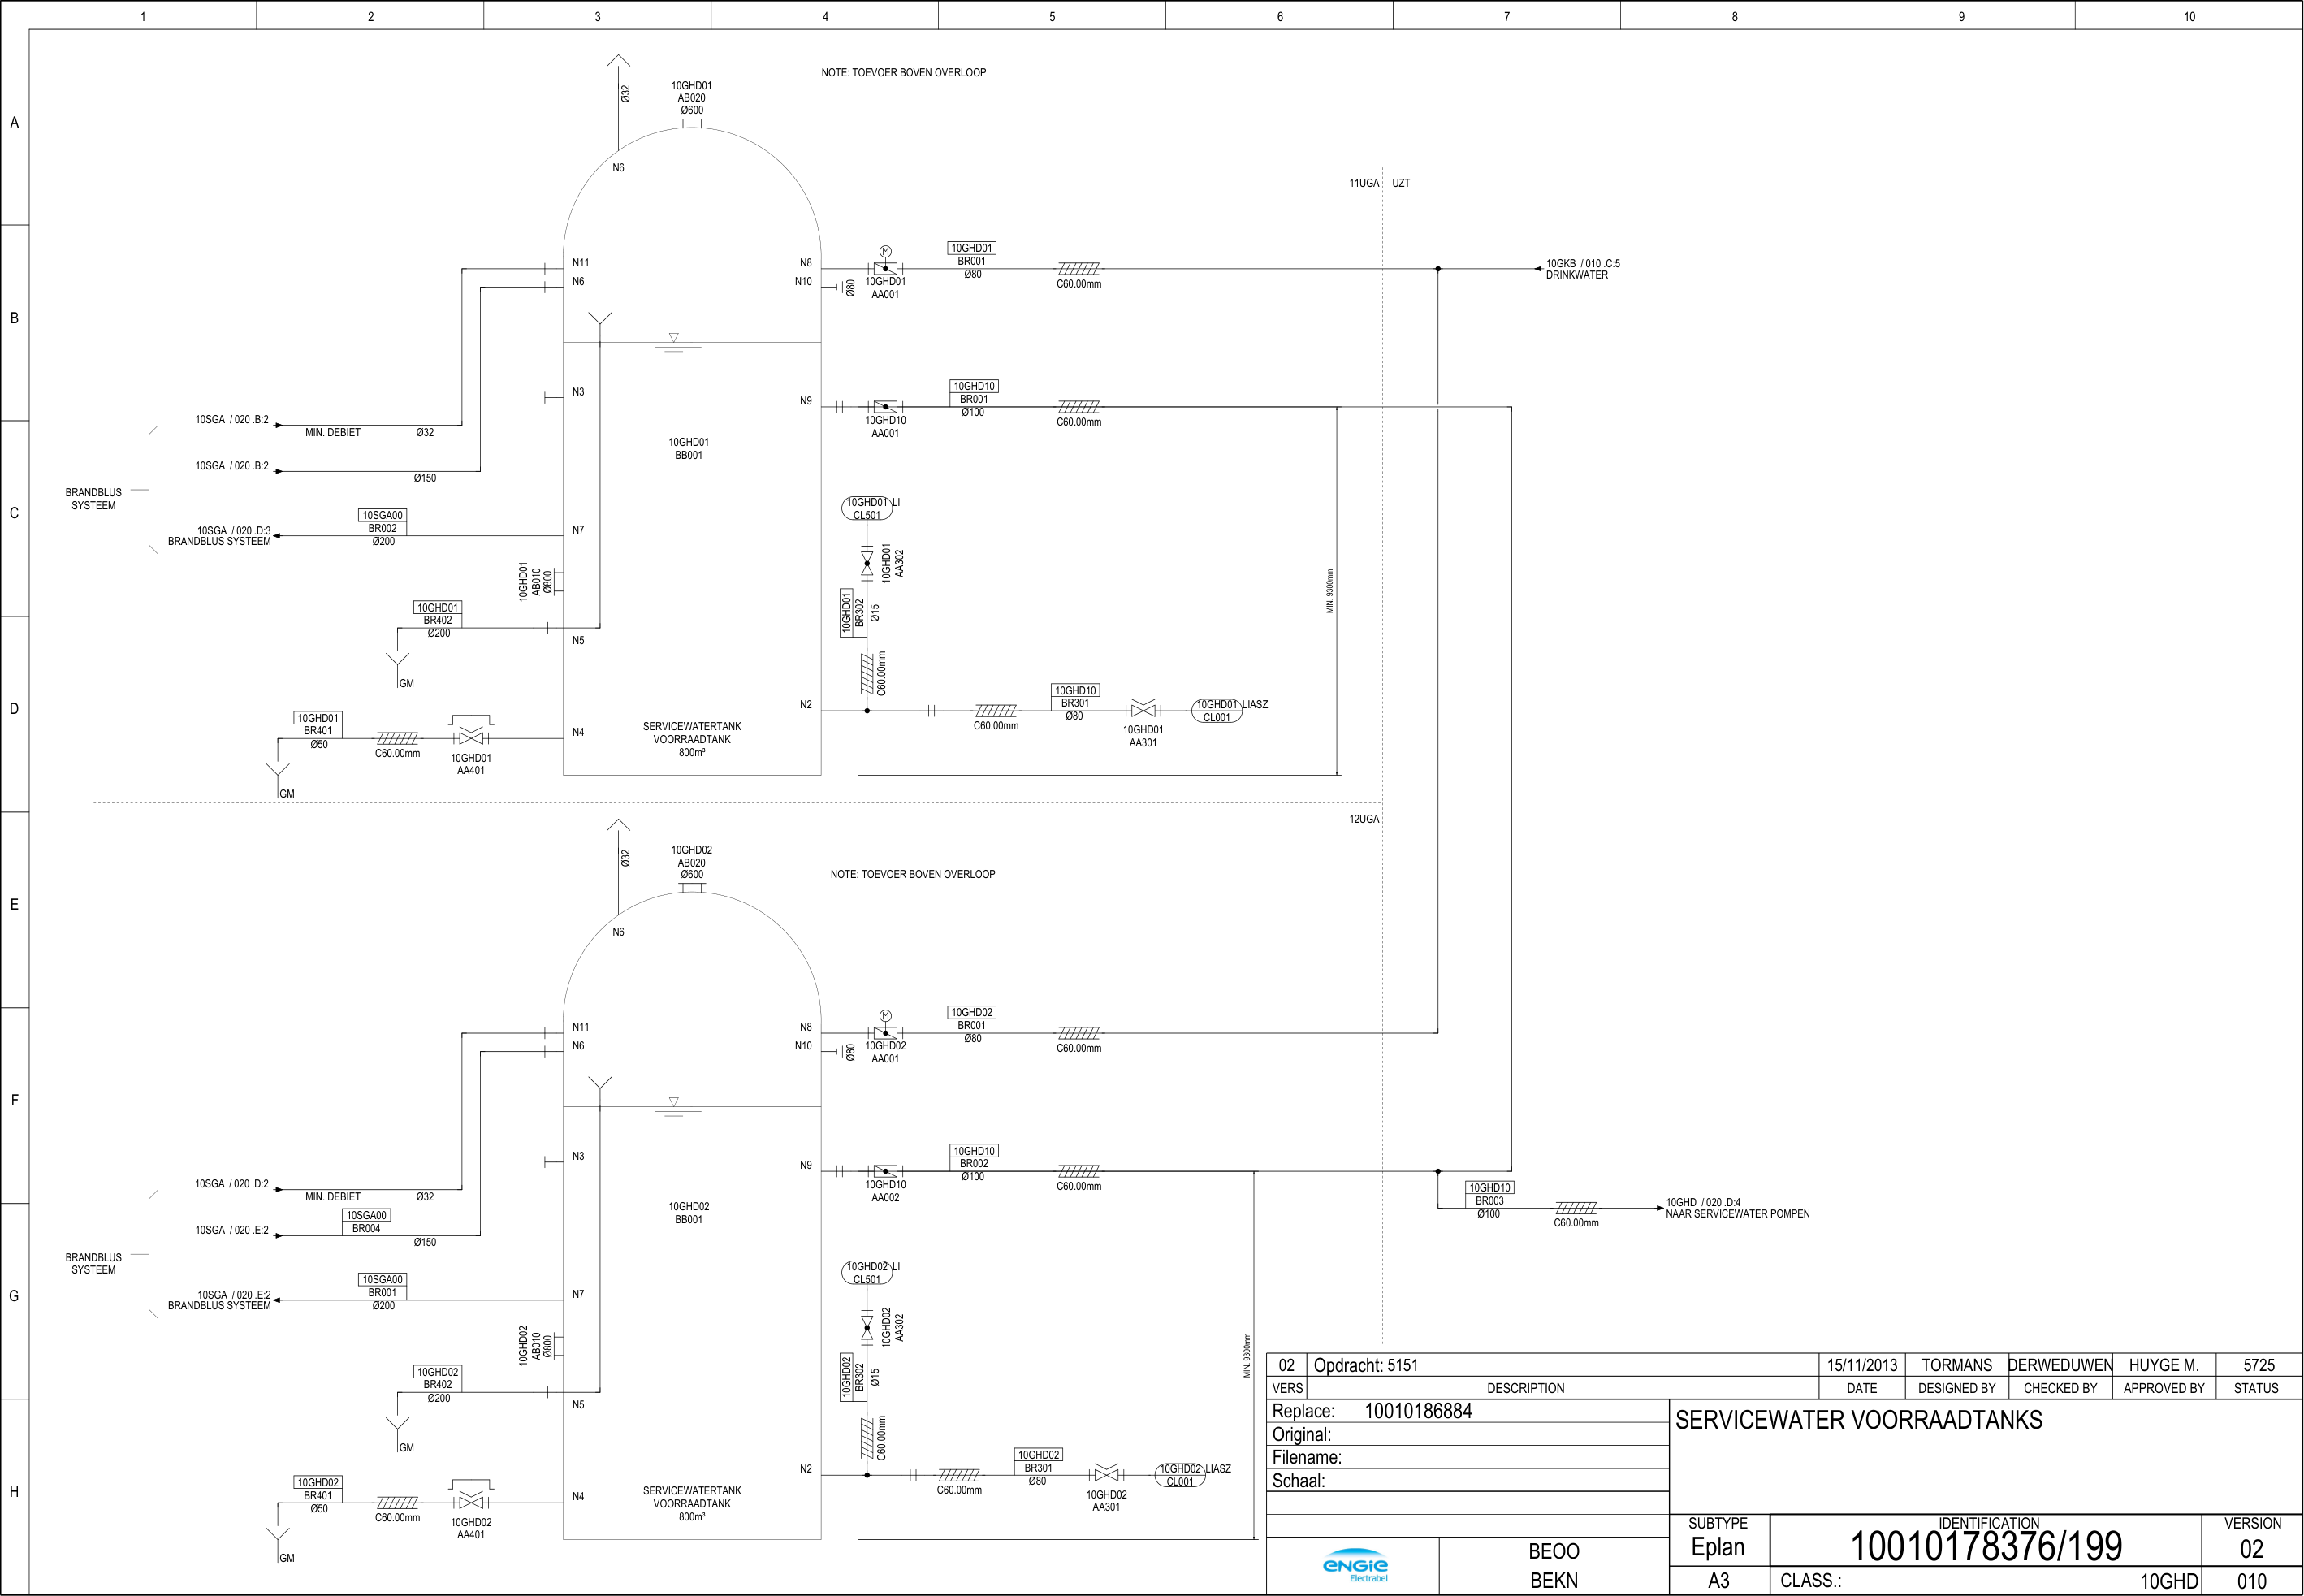 1 2 3 4 5 6 7 8 9 10
A
B
C
D
E
F
G
H
NOTE: TOEVOER BOVEN OVERLOOP
Ø32
10GHD01
AB020
Ø600
N6
11UGA UZT
N11
N6
N8
N10
Ø80
M
10GHD01
AA001
10GHD01
BR001
Ø80
C60.00mm
10GKB / 010 .C:5
DRINKWATER
N3
N9
10GHD10
AA001
10GHD10
BR001
Ø100
C60.00mm
10SGA / 020 .B:2
MIN. DEBIET Ø32
10SGA / 020 .B:2
Ø150
BRANDBLUS
SYSTEEM
10SGA / 020 .D:3
BRANDBLUS SYSTEEM
10SGA00
BR002
Ø200
N7
10GHD01
BB001
10GHD01 LI
CL501
10GHD01
AA302
10GHD01
BR302
Ø15
C60.00mm
MIN. 9300mm
10GHD01
AB010
Ø800
10GHD01
BR402
Ø200
N5
GM
10GHD01
BR401
Ø50
C60.00mm
10GHD01
AA401
N4
GM
SERVICEWATERTANK
VOORRAADTANK
800m³
N2
C60.00mm
10GHD10
BR301
Ø80
10GHD01
AA301
10GHD01 LIASZ
CL001
12UGA
Ø32
10GHD02
AB020
Ø600
NOTE: TOEVOER BOVEN OVERLOOP
N6
N11
N6
N8
N10
Ø80
M
10GHD02
AA001
10GHD02
BR001
Ø80
C60.00mm
N3
N9
10GHD10
AA002
10GHD10
BR002
Ø100
C60.00mm
10GHD10
BR003
Ø100
C60.00mm
10GHD / 020 .D:4
NAAR SERVICEWATER POMPEN
10SGA / 020 .D:2
MIN. DEBIET Ø32
10SGA / 020 .E:2
10SGA00
BR004
Ø150
BRANDBLUS
SYSTEEM
10SGA / 020 .E:2
BRANDBLUS SYSTEEM
10SGA00
BR001
Ø200
N7
10GHD02
BB001
10GHD02 LI
CL501
10GHD02
AA302
10GHD02
BR302
Ø15
C60.00mm
MIN. 9300mm
10GHD02
AB010
Ø800
10GHD02
BR402
Ø200
N5
GM
10GHD02
BR401
Ø50
C60.00mm
10GHD02
AA401
N4
GM
SERVICEWATERTANK
VOORRAADTANK
800m³
N2
C60.00mm
10GHD02
BR301
Ø80
10GHD02
AA301
10GHD02 LIASZ
CL001
02 Opdracht: 5151 15/11/2013 TORMANS DERWEDUWEN HUYGE M. 5725
VERS DESCRIPTION DATE DESIGNED BY CHECKED BY APPROVED BY STATUS
Replace: 10010186884
Original:
Filename:
Schaal:
SERVICEWATER VOORRAADTANKS
ENGIE
Electrabel
BEOO
BEKN
SUBTYPE
Eplan
A3
IDENTIFICATION
10010178376/199
VERSION
02
CLASS.: 10GHD 010